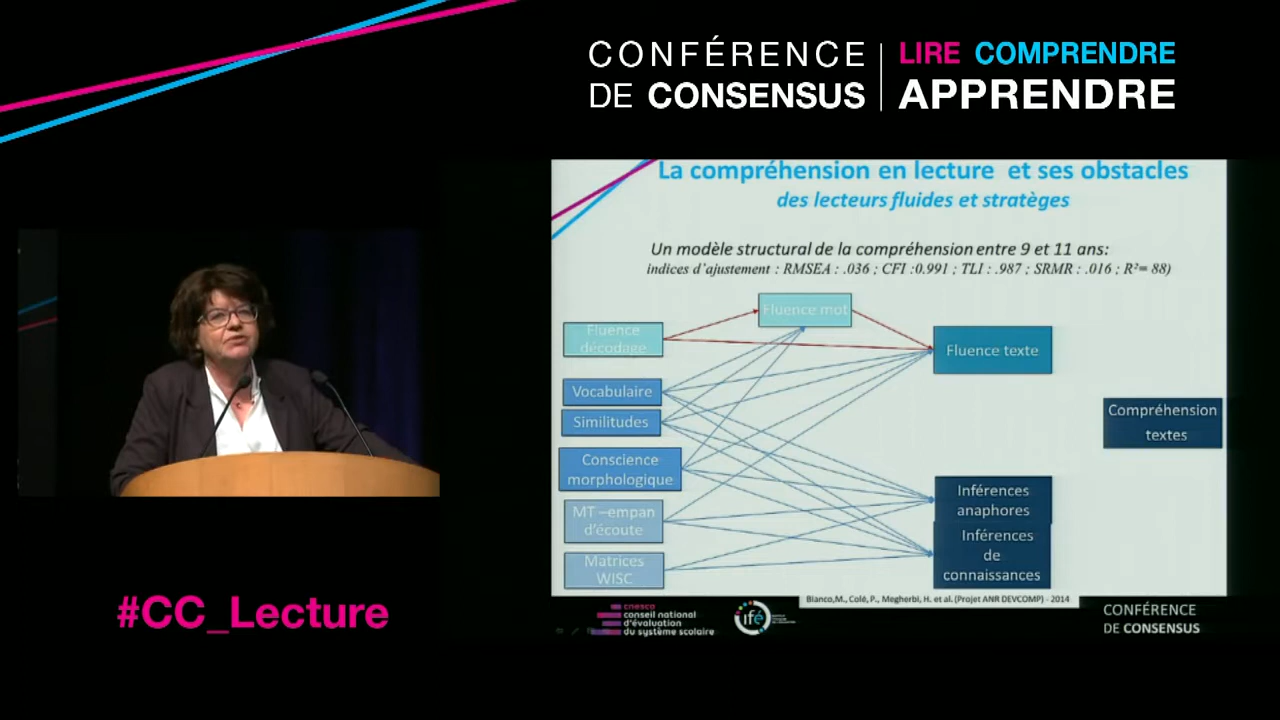 CONFÉRENCE
DE CONSENSUS
LIRE COMPRENDRE
APPRENDRE
La compréhension en lecture et ses obstacles
des lecteurs fluides et stratèges
Un modèle structural de la compréhension entre 9 et 11 ans:
indices d'ajustement : RMSEA : .036 ; CFI :0.991 ; TLI : .987 ; SRMR : .016 ; R²= 88)
Fluence mot
Fluence
décodage
Fluence texte
Vocabulaire
Similitudes
Compréhension
textes
Conscience
morphologique
MT –empan
d'écoute
Matrices
WISC
Inférences
anaphores
Inférences
de
connaissances
Bianco,M., Colé, P., Megherbi, H. et al. (Projet ANR DEVCOMP) - 2014
#CC_Lecture
cnesco
conseil national
d'évaluation
du système scolaire
ifé
CONFÉRENCE
DE CONSENSUS